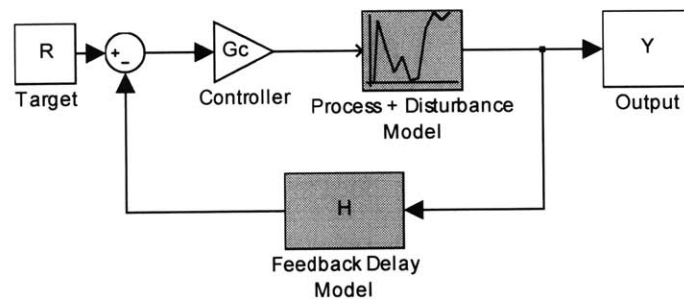 R
Target
+
-
Gc
Controller
Process + Disturbance
Model
Y
Output
H
Feedback Delay
Model